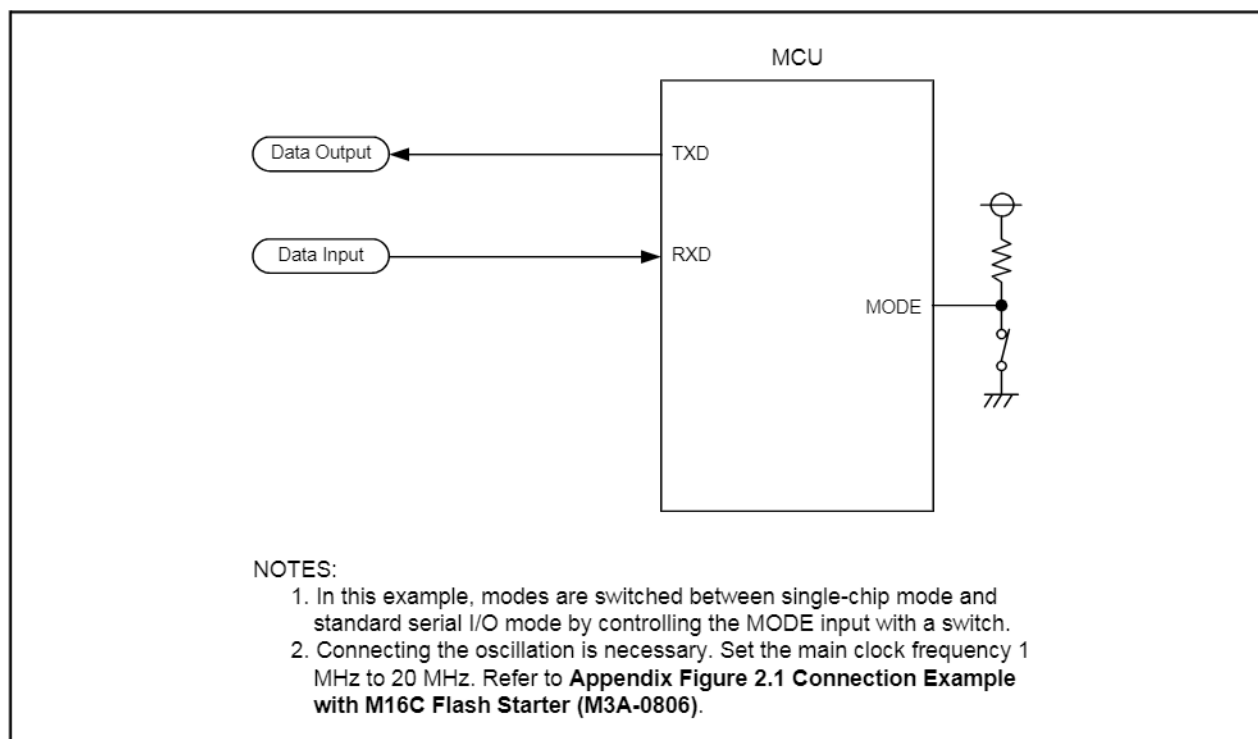 MCU
Data Output
TXD
Data Input
RXD
MODE
NOTES:
1. In this example, modes are switched between single-chip mode and
standard serial I/O mode by controlling the MODE input with a switch.
2. Connecting the oscillation is necessary. Set the main clock frequency 1
MHz to 20 MHz. Refer to Appendix Figure 2.1 Connection Example
with M16C Flash Starter (M3A-0806).